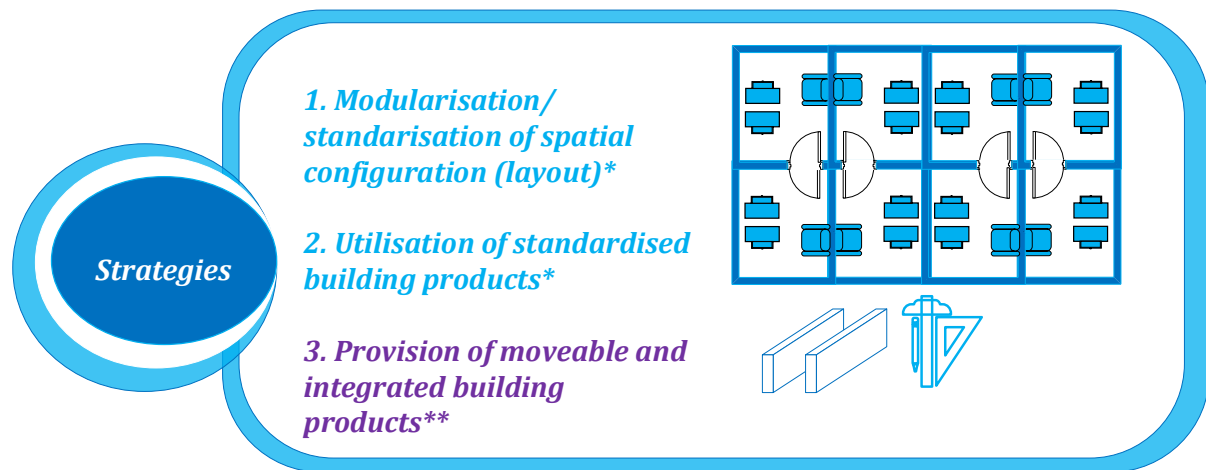 1. Modularisation/
standarisation of spatial
configuration (layout)*
2. Utilisation of standardised
building products*
Strategies
3. Provision of moveable and
integrated building
products**